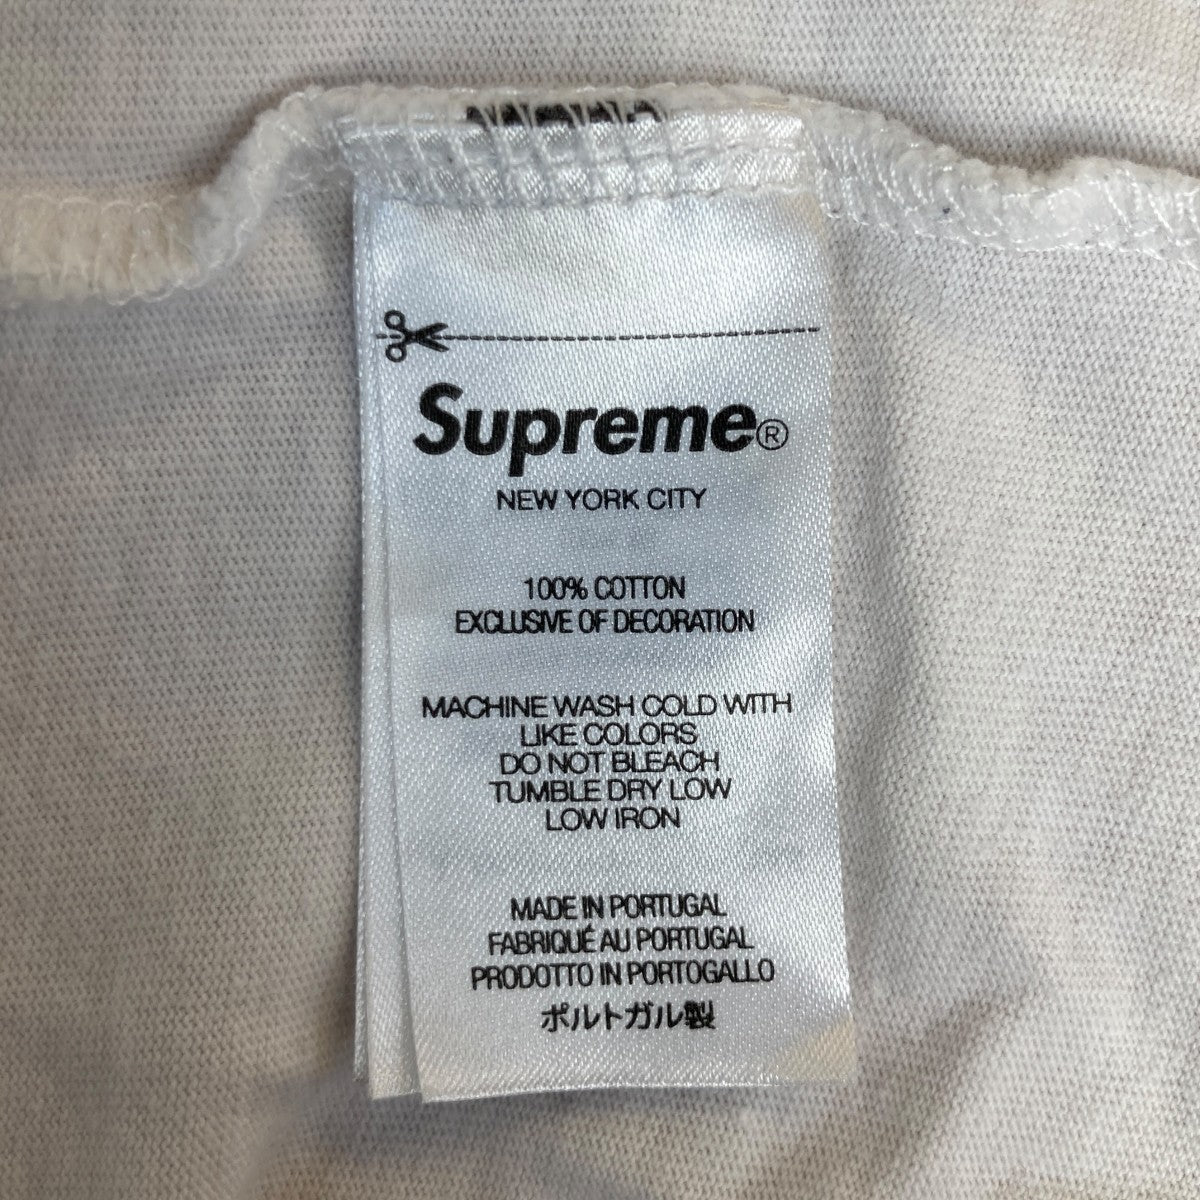 Supreme®
NEW YORK CITY
100% COTTON
EXCLUSIVE OF DECORATION
MACHINE WASH COLD WITH
LIKE COLORS
DO NOT BLEACH
TUMBLE DRY LOW
LOW IRON
MADE IN PORTUGAL
FABRIQUÉ AU PORTUGAL
PRODOTTO IN PORTOGALLO
ポルトガル製